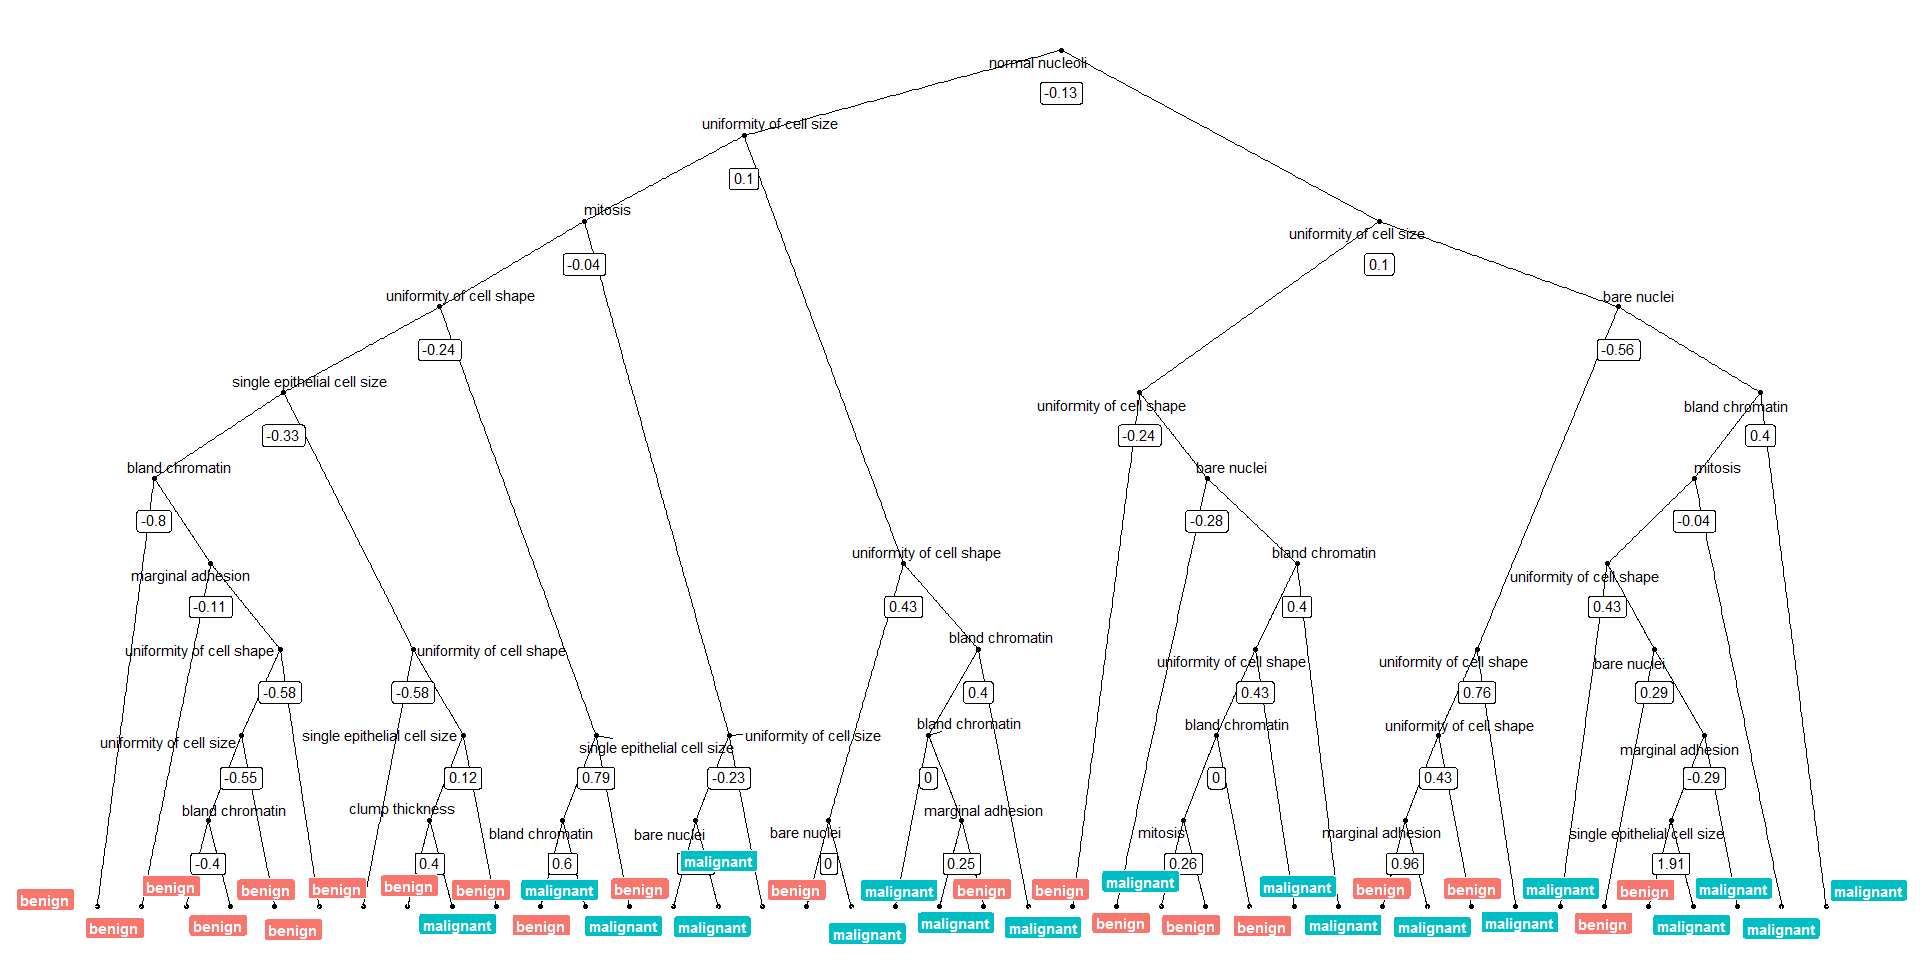 normal nucleoli
-0.13
uniformity of cell size
0.1
mitosis
uniformity of cell size
-0.04
0.1
uniformity of cell shape
bare nuclei
-0.24
-0.56
single epithelial cell size
uniformity of cell shape
bland chromatin
-0.33
-0.24
0.4
bland chromatin
bare nuclei
mitosis
-0.8
-0.28
-0.04
uniformity of cell shape
bland chromatin
marginal adhesion
uniformity of cell shape
-0.11
0.43
0.4
0.43
bland chromatin
uniformity of cell shape
uniformity of cell shape
uniformity of cell shape
uniformity of cell shape
bare nuclei
-0.58
-0.58
0.4
0.43
0.76
0.29
bland chromatin
bland chromatin
uniformity of cell shape
uniformity of cell size
single epithelial cell size
single epithelial cell size
uniformity of cell size
marginal adhesion
-0.55
0.12
0.79
-0.23
0
0
0.43
-0.29
bland chromatin
clump thickness
marginal adhesion
bland chromatin
bare nuclei
bare nuclei
mitosis
marginal adhesion
single epithelial cell size
-0.4
0.4
0.6
malignant
0
0.25
0.26
0.96
1.91
benign
benign
benign
benign
benign
benign
malignant
benign
benign
malignant
benign
benign
malignant
malignant
benign
benign
malignant
benign
malignant
malignant
benign
benign
benign
malignant
benign
malignant
malignant
malignant
malignant
malignant
benign
benign
benign
malignant
malignant
malignant
benign
malignant
malignant